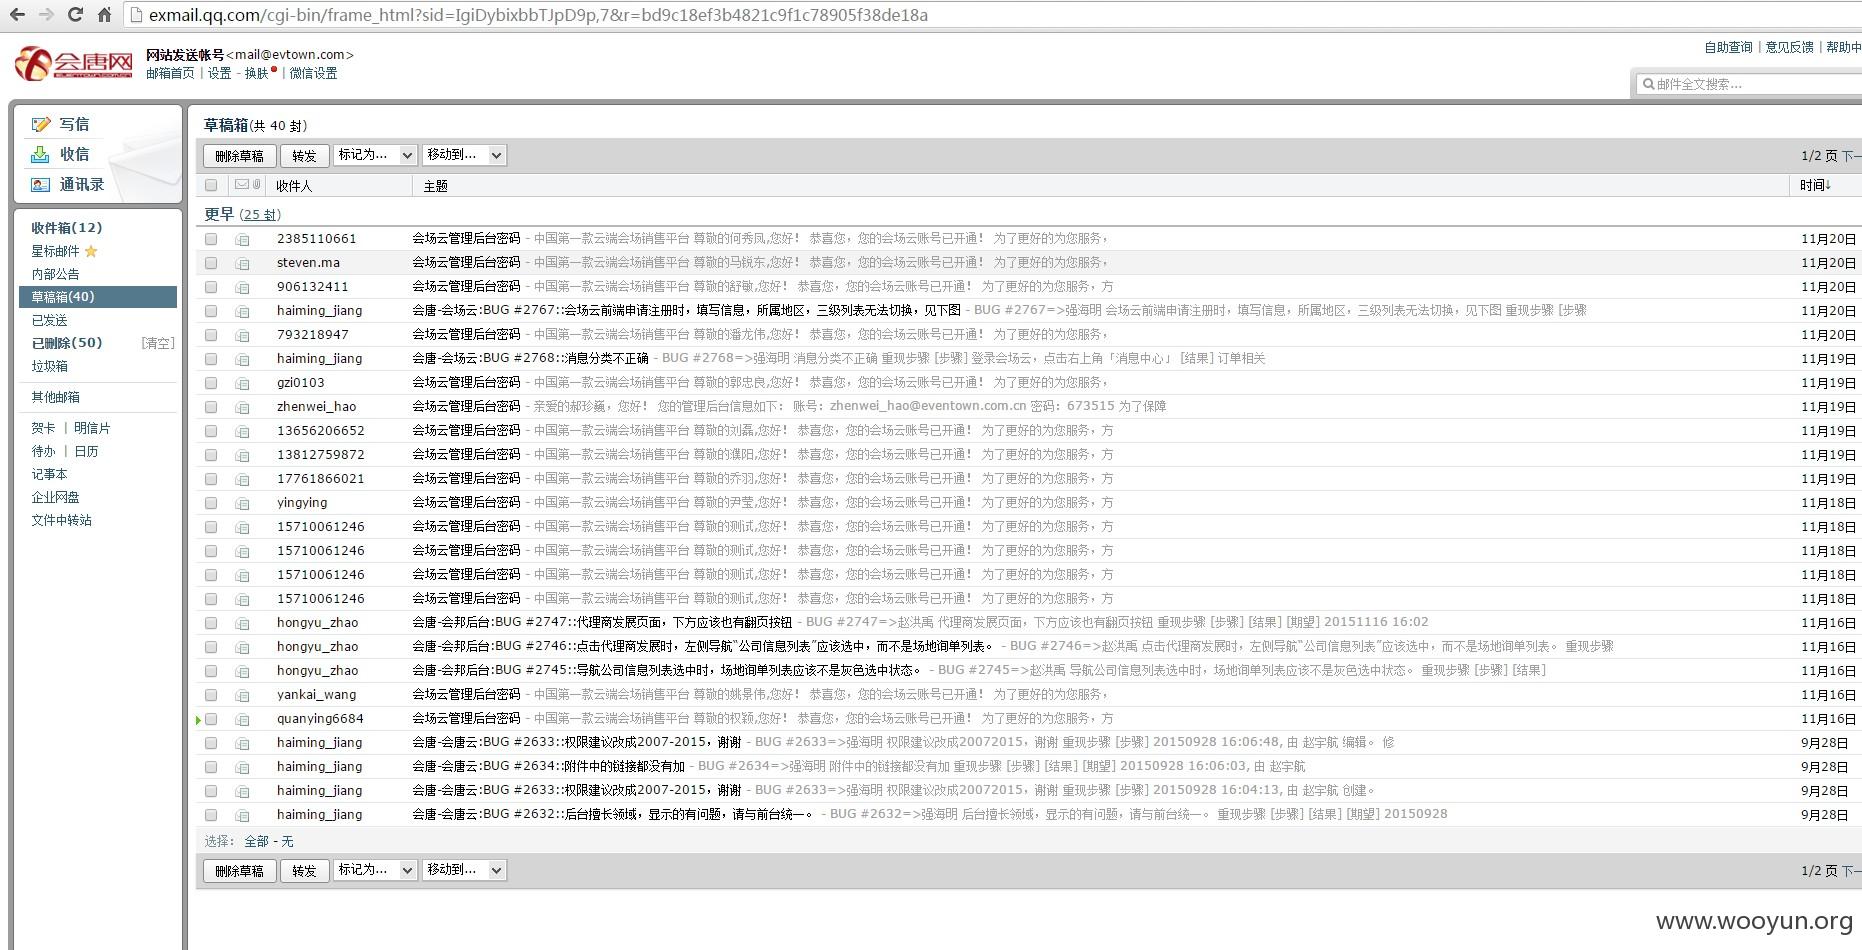 exmail.qq.com/cgi-bin/frame_html?sid=IgiDybixbbTJpD9p,7&r=bd9c18ef3b4821c9f1c78905f38de18a
会唐网
网站发送帐号<mail@evtown.com>
自助查询 | 意见反馈 | 帮助中
邮箱首页 | 设置 - 换肤 | 微信设置
邮件全文搜索...
写信
收信
通讯录
收件箱(12)
星标邮件
内部公告
草稿箱(40)
已发送
已删除(50) [清空]
垃圾箱
其他邮箱
贺卡 | 明信片
待办 | 日历
记事本
企业网盘
文件中转站
草稿箱(共 40 封)
删除草稿 转发 标记为... 移动到... 1/2 页 下一
收件人 主题 时间↓
更早 (25 封)
2385110661 会场云管理后台密码 - 中国第一款云端会场销售平台 尊敬的何秀凤,您好! 恭喜您，您的会场云账号已开通! 为了更好的为您服务， 11月20日
steven.ma 会场云管理后台密码 - 中国第一款云端会场销售平台 尊敬的马锐东,您好! 恭喜您，您的会场云账号已开通! 为了更好的为您服务， 11月20日
906132411 会场云管理后台密码 - 中国第一款云端会场销售平台 尊敬的舒敏,您好! 恭喜您，您的会场云账号已开通! 为了更好的为您服务，方 11月20日
haiming_jiang 会唐-会场云:BUG #2767::会场云前端申请注册时，填写信息，所属地区，三级列表无法切换，见下图 - BUG #2767=>强海明 会场云前端申请注册时，填写信息，所属地区，三级列表无法切换，见下图 重现步骤 [步骤 11月20日
793218947 会场云管理后台密码 - 中国第一款云端会场销售平台 尊敬的潘龙伟,您好! 恭喜您，您的会场云账号已开通! 为了更好的为您服务， 11月20日
haiming_jiang 会唐-会场云:BUG #2768::消息分类不正确 - BUG #2768=>强海明 消息分类不正确 重现步骤 [步骤] 登录会场云，点击右上角「消息中心」 [结果] 订单相关 11月19日
gzi0103 会场云管理后台密码 - 中国第一款云端会场销售平台 尊敬的郭忠良,您好! 恭喜您，您的会场云账号已开通! 为了更好的为您服务， 11月19日
zhenwei_hao 会场云管理后台密码 - 亲爱的郝珍巍，您好! 您的管理后台信息如下: 账号: zhenwei_hao@eventown.com.cn 密码: 673515 为了保障 11月19日
13656206652 会场云管理后台密码 - 中国第一款云端会场销售平台 尊敬的刘磊,您好! 恭喜您，您的会场云账号已开通! 为了更好的为您服务，方 11月19日
13812759872 会场云管理后台密码 - 中国第一款云端会场销售平台 尊敬的濮阳,您好! 恭喜您，您的会场云账号已开通! 为了更好的为您服务，方 11月19日
17761866021 会场云管理后台密码 - 中国第一款云端会场销售平台 尊敬的乔羽,您好! 恭喜您，您的会场云账号已开通! 为了更好的为您服务，方 11月19日
yingying 会场云管理后台密码 - 中国第一款云端会场销售平台 尊敬的尹莹,您好! 恭喜您，您的会场云账号已开通! 为了更好的为您服务，方 11月18日
15710061246 会场云管理后台密码 - 中国第一款云端会场销售平台 尊敬的测试,您好! 恭喜您，您的会场云账号已开通! 为了更好的为您服务，方 11月18日
15710061246 会场云管理后台密码 - 中国第一款云端会场销售平台 尊敬的测试,您好! 恭喜您，您的会场云账号已开通! 为了更好的为您服务，方 11月18日
15710061246 会场云管理后台密码 - 中国第一款云端会场销售平台 尊敬的测试,您好! 恭喜您，您的会场云账号已开通! 为了更好的为您服务，方 11月18日
15710061246 会场云管理后台密码 - 中国第一款云端会场销售平台 尊敬的测试,您好! 恭喜您，您的会场云账号已开通! 为了更好的为您服务，方 11月18日
hongyu_zhao 会唐-会邦后台:BUG #2747::代理商发展页面，下方应该也有翻页按钮 - BUG #2747=>赵洪禹 代理商发展页面，下方应该也有翻页按钮 重现步骤 [步骤] [结果] [期望] 20151116 16:02 11月16日
hongyu_zhao 会唐-会邦后台:BUG #2746::点击代理商发展时，左侧导航“公司信息列表”应该选中，而不是场地询单列表。 - BUG #2746=>赵洪禹 点击代理商发展时，左侧导航“公司信息列表”应该选中，而不是场地询单列表。 重现步骤 11月16日
hongyu_zhao 会唐-会邦后台:BUG #2745::导航公司信息列表选中时，场地询单列表应该不是灰色选中状态。 - BUG #2745=>赵洪禹 导航公司信息列表选中时，场地询单列表应该不是灰色选中状态。 重现步骤 [步骤] [结果] 11月16日
yankai_wang 会场云管理后台密码 - 中国第一款云端会场销售平台 尊敬的姚景伟,您好! 恭喜您，您的会场云账号已开通! 为了更好的为您服务， 11月16日
quanying6684 会场云管理后台密码 - 中国第一款云端会场销售平台 尊敬的权颖,您好! 恭喜您，您的会场云账号已开通! 为了更好的为您服务，方 11月16日
haiming_jiang 会唐-会唐云:BUG #2633::权限建议改成2007-2015，谢谢 - BUG #2633=>强海明 权限建议改成20072015，谢谢 重现步骤 [步骤] 20150928 16:06:48, 由 赵宇航 编辑。 修 9月28日
haiming_jiang 会唐-会唐云:BUG #2634::附件中的链接都没有加 - BUG #2634=>强海明 附件中的链接都没有加 重现步骤 [步骤] [结果] [期望] 20150928 16:06:03, 由 赵宇航 9月28日
haiming_jiang 会唐-会唐云:BUG #2633::权限建议改成2007-2015，谢谢 - BUG #2633=>强海明 权限建议改成20072015，谢谢 重现步骤 [步骤] 20150928 16:04:13, 由 赵宇航 创建。 9月28日
haiming_jiang 会唐-会唐云:BUG #2632::后台擅长领域，显示的有问题，请与前台统一。 - BUG #2632=>强海明 后台擅长领域，显示的有问题，请与前台统一。 重现步骤 [步骤] [结果] [期望] 20150928 9月28日
选择: 全部 - 无
删除草稿 转发 标记为... 移动到... 1/2 页 下一
www.wooyun.org